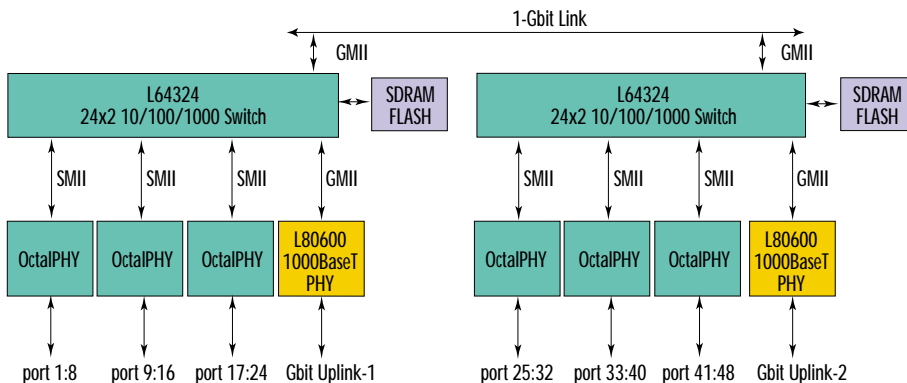 1-Gbit Link
GMII
GMII
L64324
24x2 10/100/1000 Switch
SDRAM
FLASH
L64324
24x2 10/100/1000 Switch
SDRAM
FLASH
SMII
SMII
SMII
GMII
SMII
SMII
SMII
GMII
OctalPHY
OctalPHY
OctalPHY
L80600
1000BaseT
PHY
OctalPHY
OctalPHY
OctalPHY
L80600
1000BaseT
PHY
port 1:8
port 9:16
port 17:24
Gbit Uplink-1
port 25:32
port 33:40
port 41:48
Gbit Uplink-2